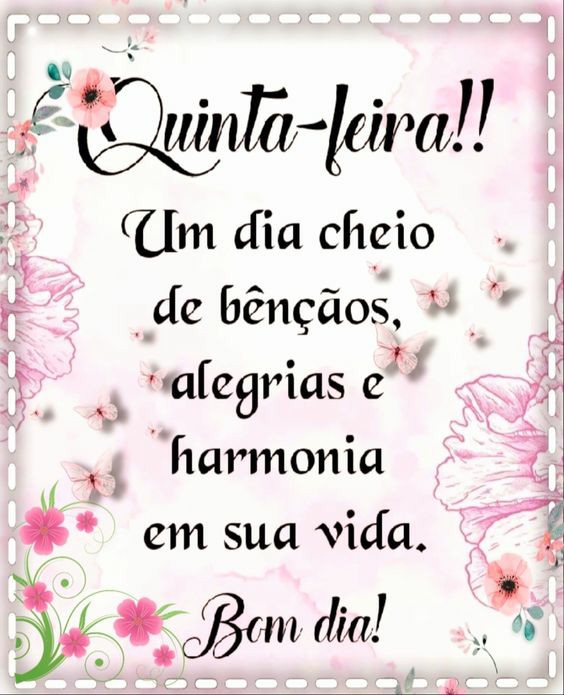 Quinta-feira!!
Um dia cheio
de bênçãos,
alegrias e
harmonia
em sua vida.
Bom dia!